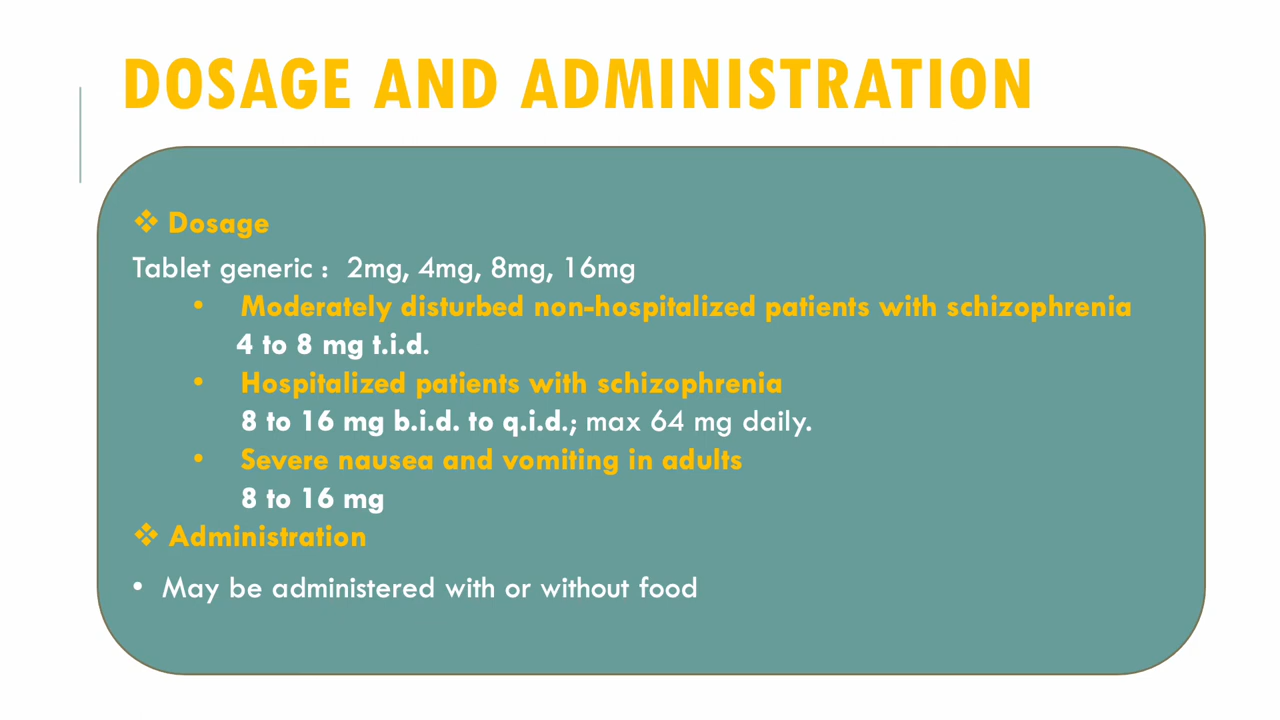 DOSAGE AND ADMINISTRATION
❖ Dosage
Tablet generic : 2mg, 4mg, 8mg, 16mg
• Moderately disturbed non-hospitalized patients with schizophrenia
4 to 8 mg t.i.d.
• Hospitalized patients with schizophrenia
8 to 16 mg b.i.d. to q.i.d.; max 64 mg daily.
• Severe nausea and vomiting in adults
8 to 16 mg
❖ Administration
• May be administered with or without food